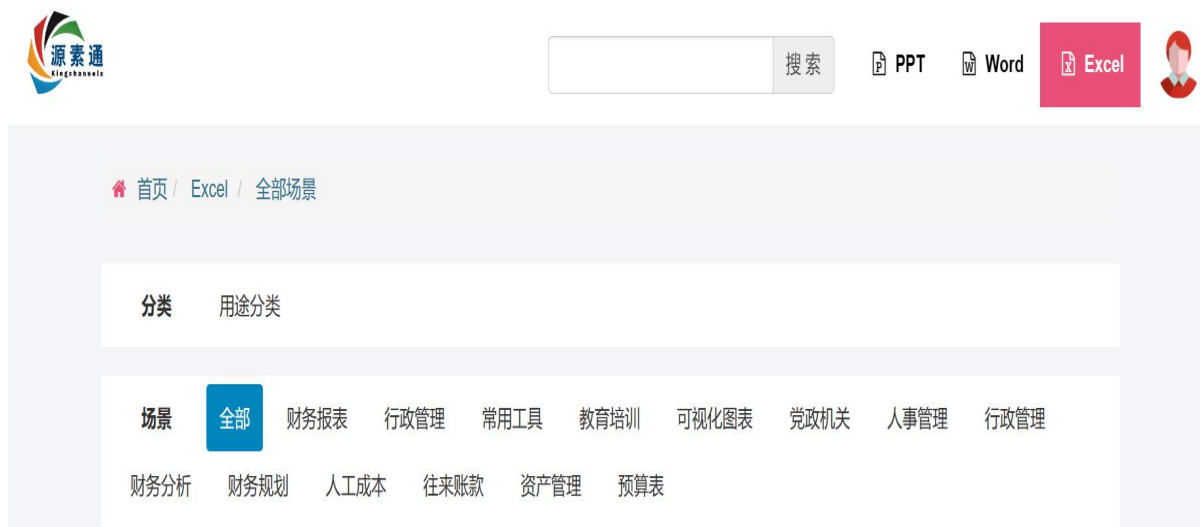 源素通
Kingchannels
搜索 PPT Word Excel
首页 / Excel / 全部场景
分类 用途分类
场景 全部 财务报表 行政管理 常用工具 教育培训 可视化图表 党政机关 人事管理 行政管理
财务分析 财务规划 人工成本 往来账款 资产管理 预算表